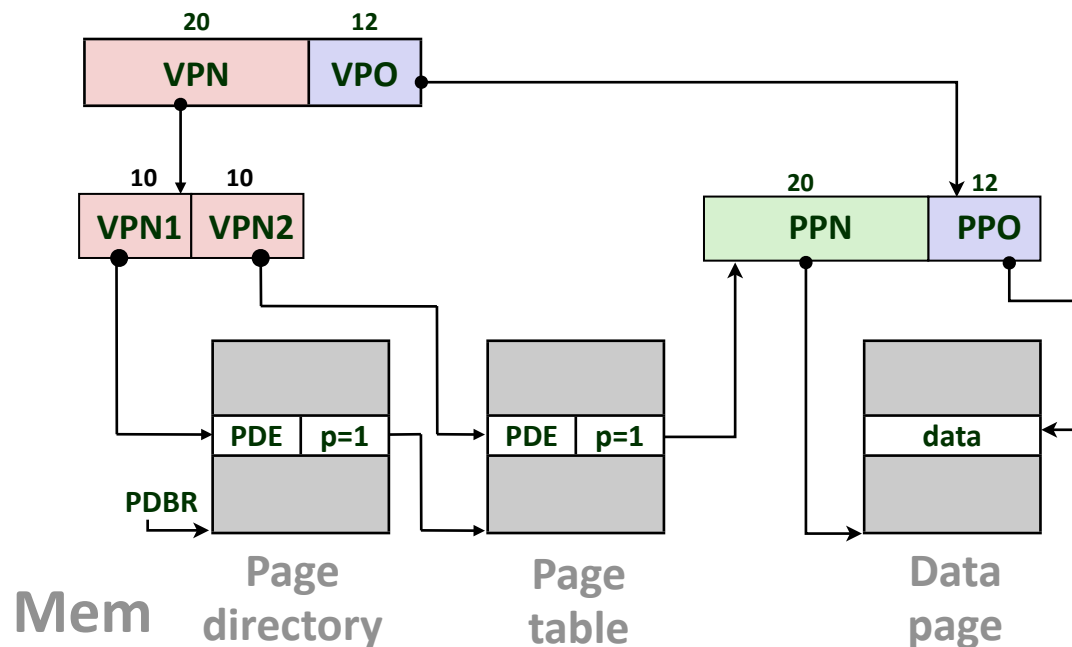 20 12
VPN VPO
10 10
VPN1 VPN2
20 12
PPN PPO
PDE p=1
PDE p=1
data
PDBR
Mem
Page
directory
Page
table
Data
page